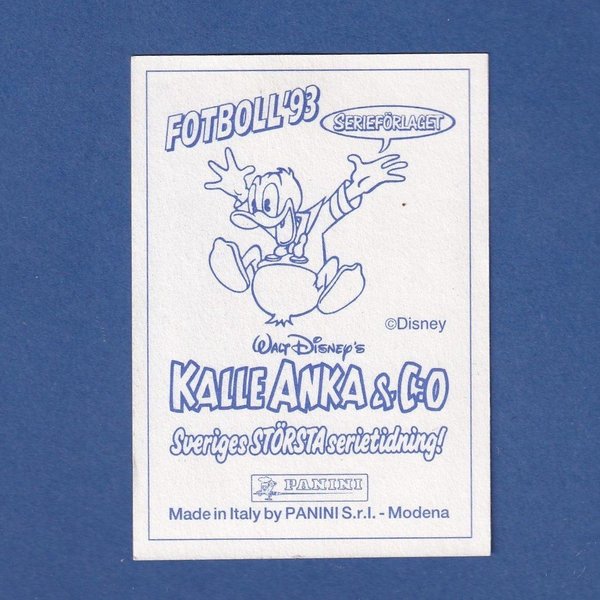 FOTBOLL'93
SERIEFÖRLAGET
©Disney
WALT DISNEY'S
KALLE ANKA & C:O
Sveriges STÖRSTA serietidning!
PANINI
Made in Italy by PANINI S.r.l. - Modena